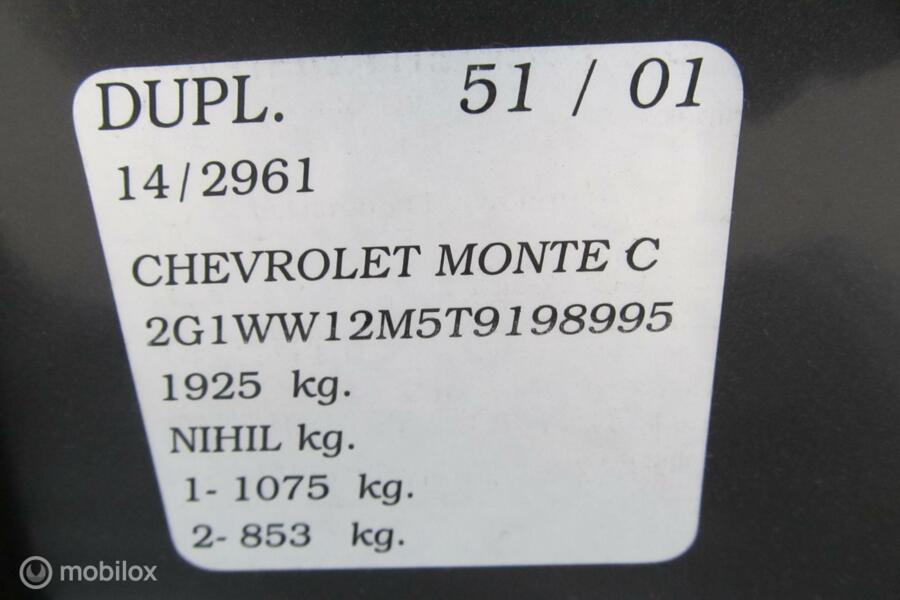 DUPL. 51 / 01
14/2961
CHEVROLET MONTE C
2G1WW12M5T9198995
1925 kg.
NIHIL kg.
1- 1075 kg.
2- 853 kg.
mobilox